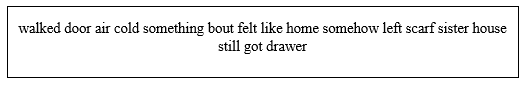 walked door air cold something bout felt like home somehow left scarf sister house
still got drawer